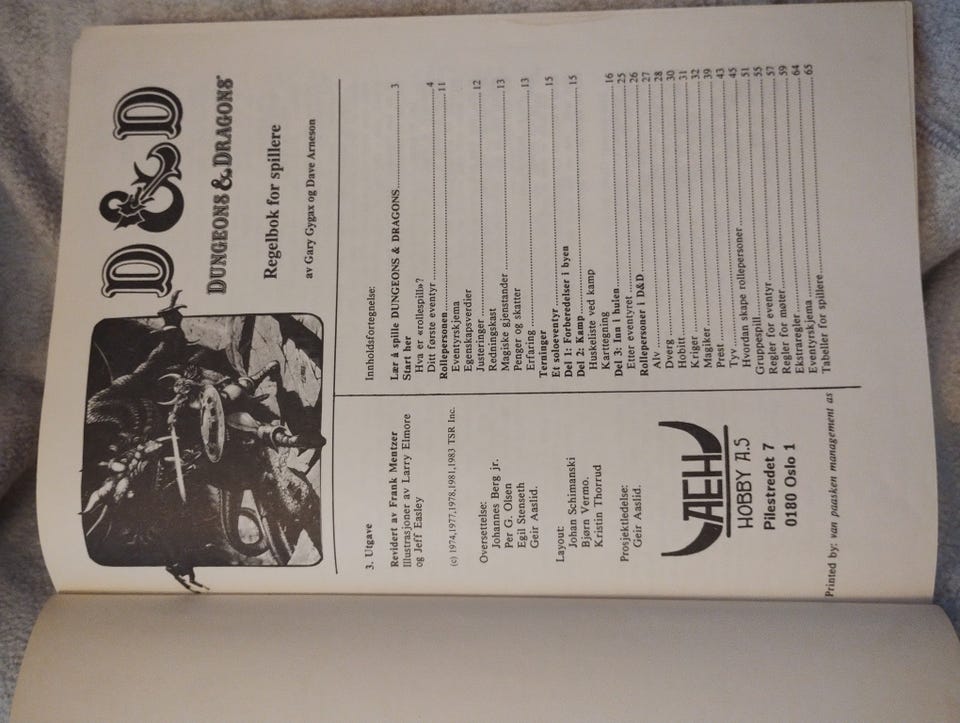 D&D
DUNGEONS & DRAGONS®
Regelbok for spillere
av Gary Gygax og Dave Arneson
3. Utgave
Revidert av Frank Mentzer
Illustrasjoner av Larry Elmore
og Jeff Easley
(c) 1974,1977,1978,1981,1983 TSR Inc.
Oversettelse:
Johannes Berg jr.
Per G. Olsen
Egil Stenseth
Geir Aaslid.
Layout:
Johan Schimanski
Bjørn Vermo.
Kristin Thorrud
Prosjektledelse:
Geir Aaslid.
AEH
HOBBY A.S
Pilestredet 7
0180 Oslo 1
Printed by: van paasken management as
Innholdsfortegnelse:
Lær å spille DUNGEONS & DRAGONS 3
Start her
Hva er «rollespill»?
Ditt første eventyr 4
Rollepersonen 11
Eventyrskjema
Egenskapsverdier
Justeringer 12
Redningskast
Magiske gjenstander 13
Penger og skatter
Erfaring 13
Terninger
Et soloeventyr 15
Del 1: Forberedelser i byen
Del 2: Kamp 15
Huskeliste ved kamp
Karttegning 16
Del 3: Inn i hulen 25
Etter eventyret 26
Rollepersoner i D&D 27
Alv 28
Dverg 30
Hobitt 31
Kriger 32
Magiker 39
Prest 43
Tyv 45
Hvordan skape rollepersoner 51
Gruppespill 55
Regler for eventyr 57
Regler for møter 59
Ekstraregler 64
Eventyrskjema 65
Tabeller for spillere